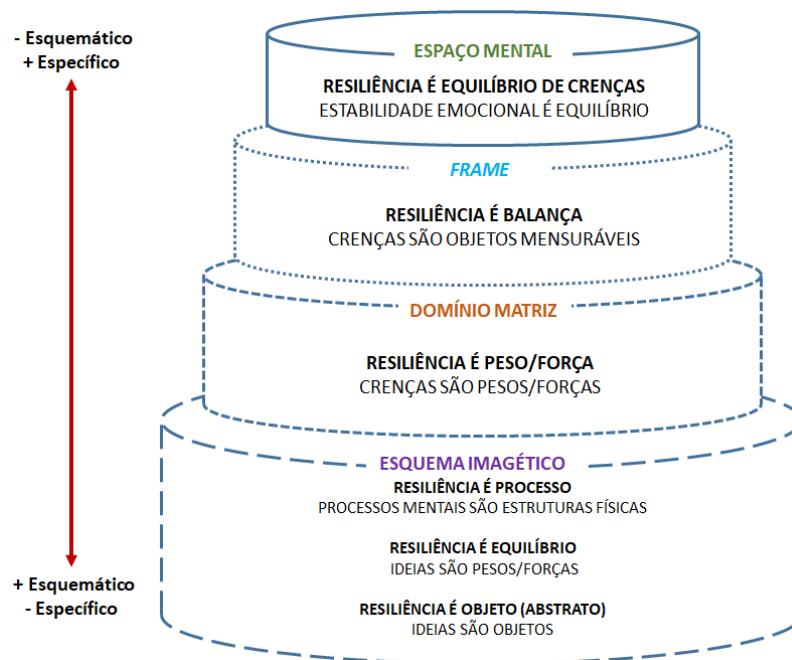 - Esquemático
+ Específico
ESPAÇO MENTAL
RESILIÊNCIA É EQUILÍBRIO DE CRENÇAS
ESTABILIDADE EMOCIONAL É EQUILÍBRIO
FRAME
RESILIÊNCIA É BALANÇA
CRENÇAS SÃO OBJETOS MENSURÁVEIS
DOMÍNIO MATRIZ
RESILIÊNCIA É PESO/FORÇA
CRENÇAS SÃO PESOS/FORÇAS
ESQUEMA IMAGÉTICO
RESILIÊNCIA É PROCESSO
PROCESSOS MENTAIS SÃO ESTRUTURAS FÍSICAS
RESILIÊNCIA É EQUILÍBRIO
IDEIAS SÃO PESOS/FORÇAS
RESILIÊNCIA É OBJETO (ABSTRATO)
IDEIAS SÃO OBJETOS
+ Esquemático
- Específico